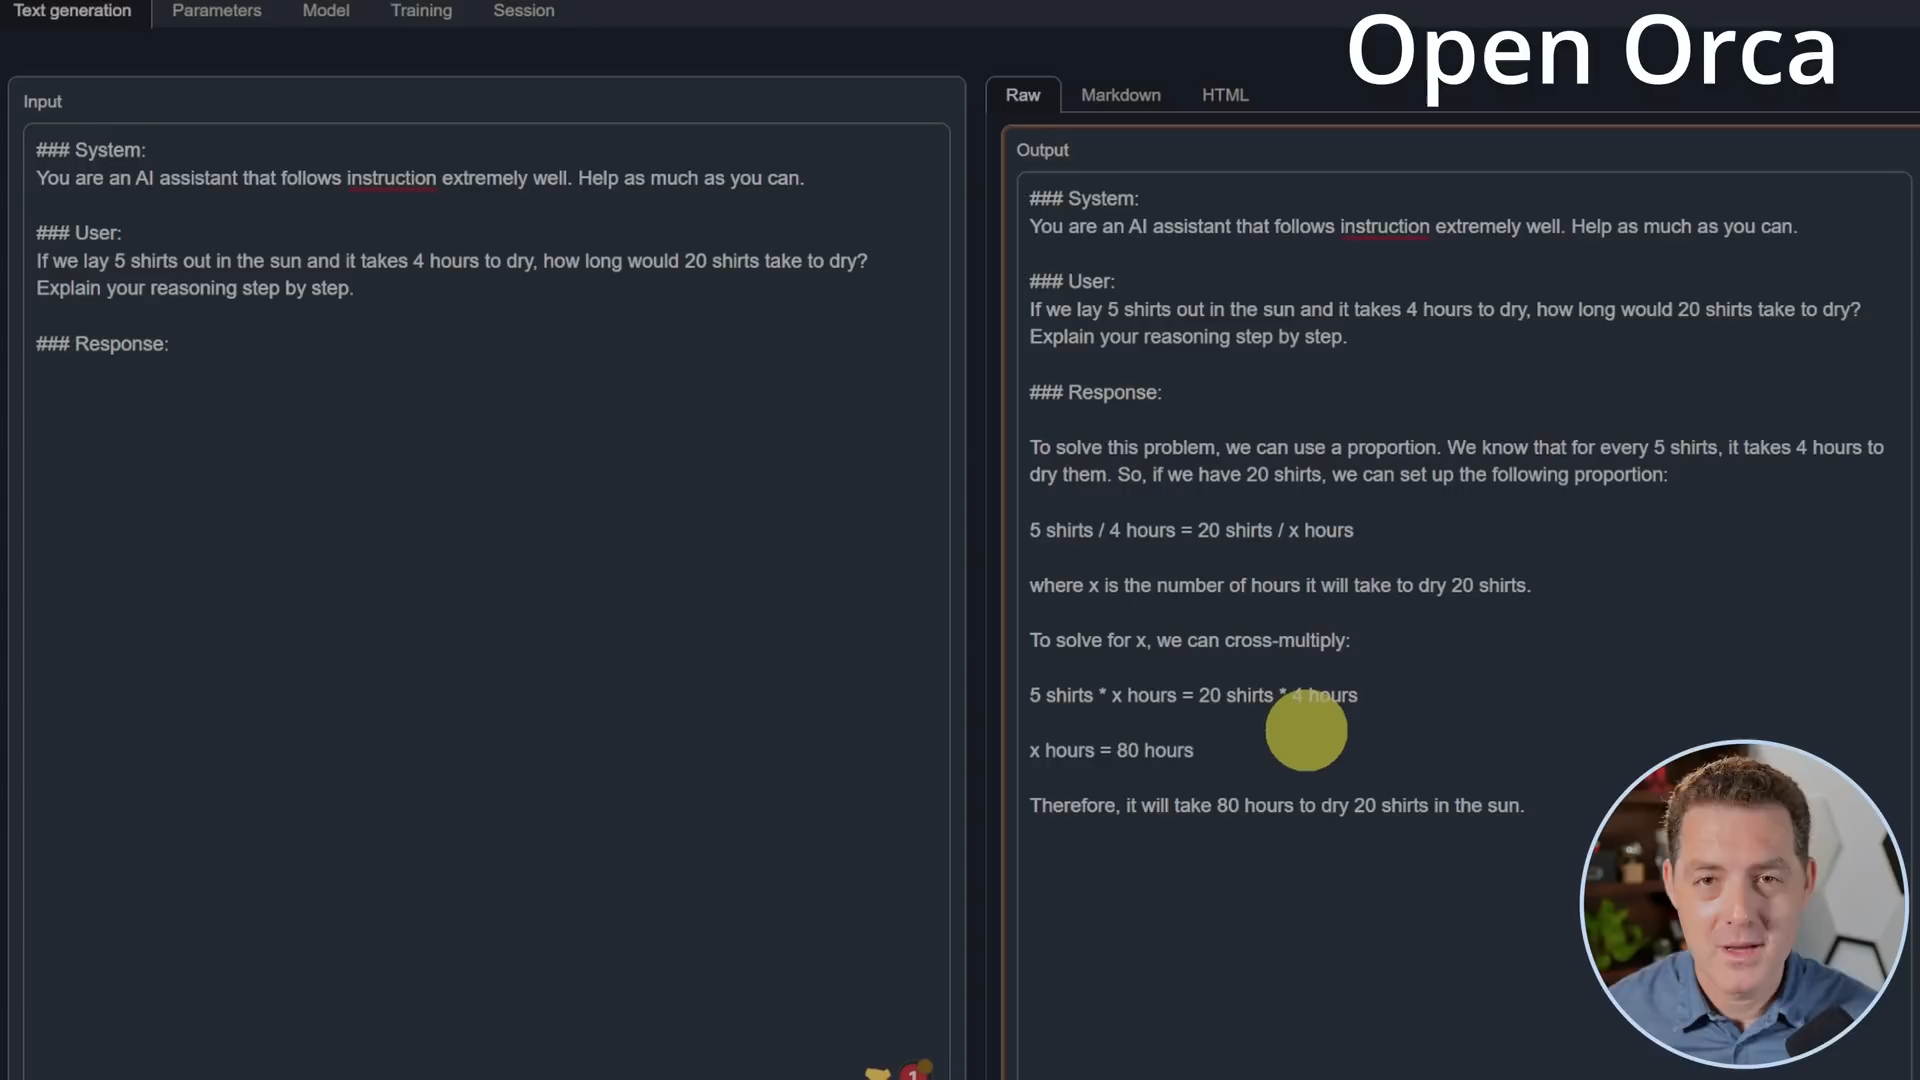 Text generation
Parameters
Model
Training
Session
Open Orca
Input
### System:
You are an AI assistant that follows instruction extremely well. Help as much as you can.
### User:
If we lay 5 shirts out in the sun and it takes 4 hours to dry, how long would 20 shirts take to dry?
Explain your reasoning step by step.
### Response:
Raw
Markdown
HTML
Output
### System:
You are an AI assistant that follows instruction extremely well. Help as much as you can.
### User:
If we lay 5 shirts out in the sun and it takes 4 hours to dry, how long would 20 shirts take to dry?
Explain your reasoning step by step.
### Response:
To solve this problem, we can use a proportion. We know that for every 5 shirts, it takes 4 hours to
dry them. So, if we have 20 shirts, we can set up the following proportion:
5 shirts / 4 hours = 20 shirts / x hours
where x is the number of hours it will take to dry 20 shirts.
To solve for x, we can cross-multiply:
5 shirts * x hours = 20 shirts * 4 hours
x hours = 80 hours
Therefore, it will take 80 hours to dry 20 shirts in the sun.
1